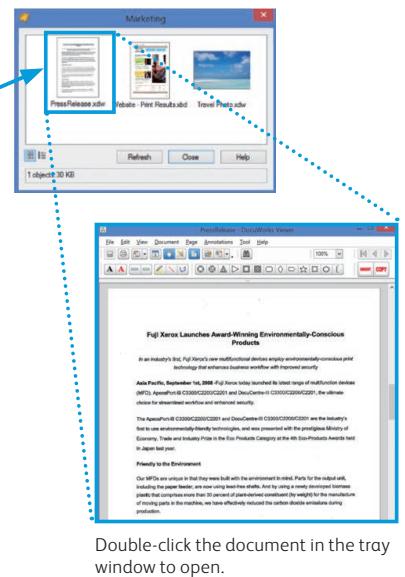 Marketing
PressRelease.xdw
Website - Print Results.xbd
Travel Photo.xdw
Refresh
Close
Help
1 objects: 30 KB
PressRelease - DocuWorks Viewer
File Edit View Document Page Annotations Tool Help
100%
A A
COPY
Fuji Xerox Launches Award-Winning Environmentally-Conscious
Products
In an industry's first, Fuji Xerox's new multifunctional devices employ environmentally-conscious print
technology that enhances business workflow with improved security
Asia Pacific, September 1st, 2008 -Fuji Xerox today launched its latest range of multifunction devices
(MFD). ApeosPort-III C3300/C2200/C2201 and DocuCentre-III C3300/C2200/C2201, the ultimate
choice for streamlined workflow and enhanced security.
The ApeosPort-III C3300/C2200/C2201 and DocuCentre-III C3300/C2200/C2201 are the industry's
first to use environmentally-friendly technologies, and was presented with the prestigious Ministry of
Economy, Trade and Industry Prize in the Eco Products Category at the 4th Eco-Products Awards held
in Japan last year.
Friendly to the Environment
Our MFDs are unique in that they were built with the environment in mind. Parts for the output unit,
including the paper feeder, are now using lead-free shafts. And by using a newly developed biomass
plastic that comprises more than 30 percent of plant-derived constituent (by weight) for the manufacture
of moving parts in the machine, we have effectively reduced the carbon dioxide emissions during
production.
Double-click the document in the tray
window to open.